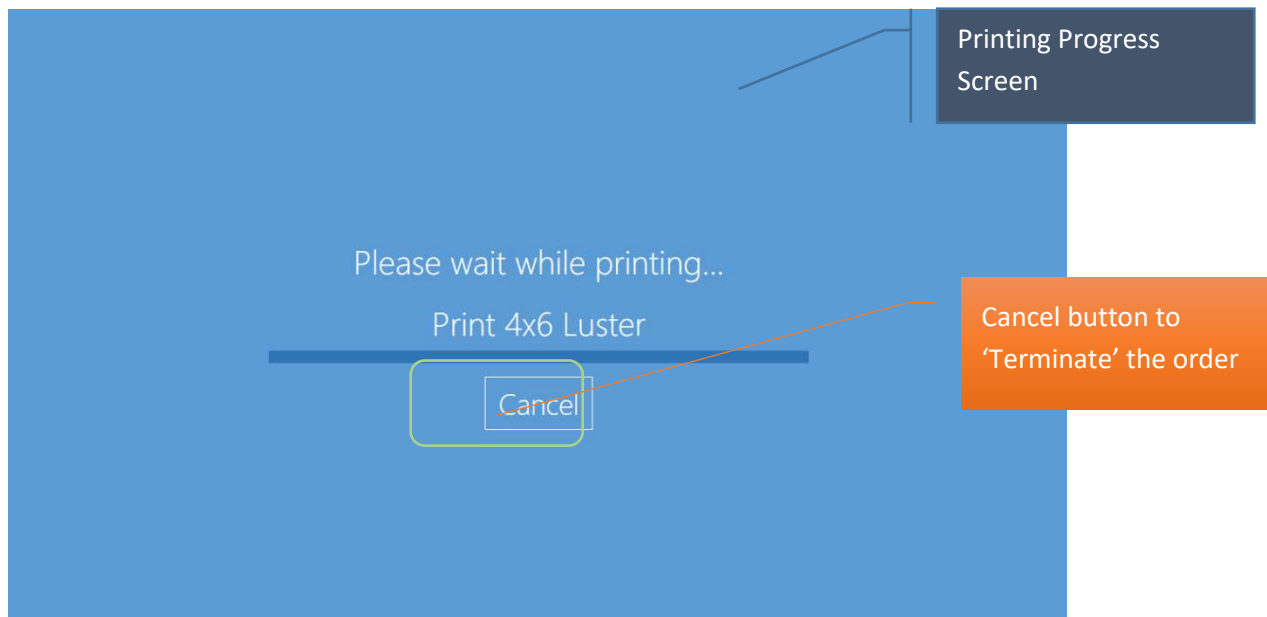 Printing Progress
Screen
Please wait while printing...
Print 4x6 Luster
Cancel
Cancel button to
‘Terminate’ the order